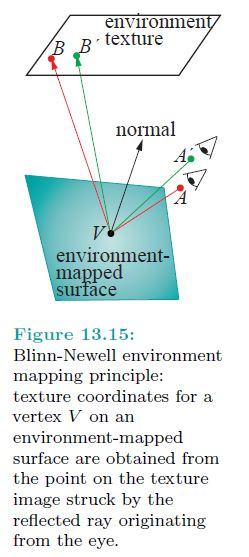 environment
texture
B
B′
normal
A′
A
V
environment-
mapped
surface
Figure 13.15:
Blinn-Newell environment
mapping principle:
texture coordinates for a
vertex V on an
environment-mapped
surface are obtained from
the point on the texture
image struck by the
reflected ray originating
from the eye.